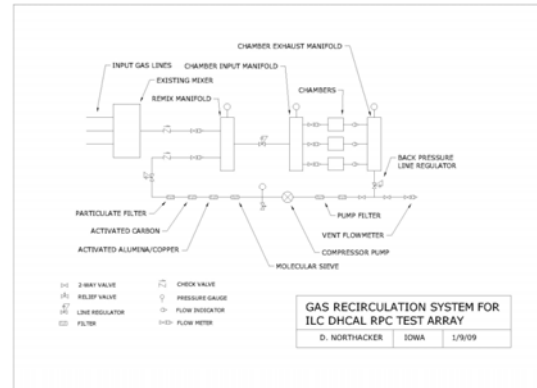 CHAMBER EXHAUST MANIFOLD
INPUT GAS LINES
CHAMBER INPUT MANIFOLD
EXISTING MIXER
CHAMBERS
REMIX MANIFOLD
BACK PRESSURE
LINE REGULATOR
PARTICULATE FILTER
PUMP FILTER
ACTIVATED CARBON
VENT FLOWMETER
ACTIVATED ALUMINA/COPPER
COMPRESSOR PUMP
MOLECULAR SIEVE
2-WAY VALVE
CHECK VALVE
RELIEF VALVE
PRESSURE GAUGE
LINE REGULATOR
FLOW INDICATOR
FILTER
FLOW METER
GAS RECIRCULATION SYSTEM FOR
ILC DHCAL RPC TEST ARRAY
D. NORTHACKER IOWA 1/9/09